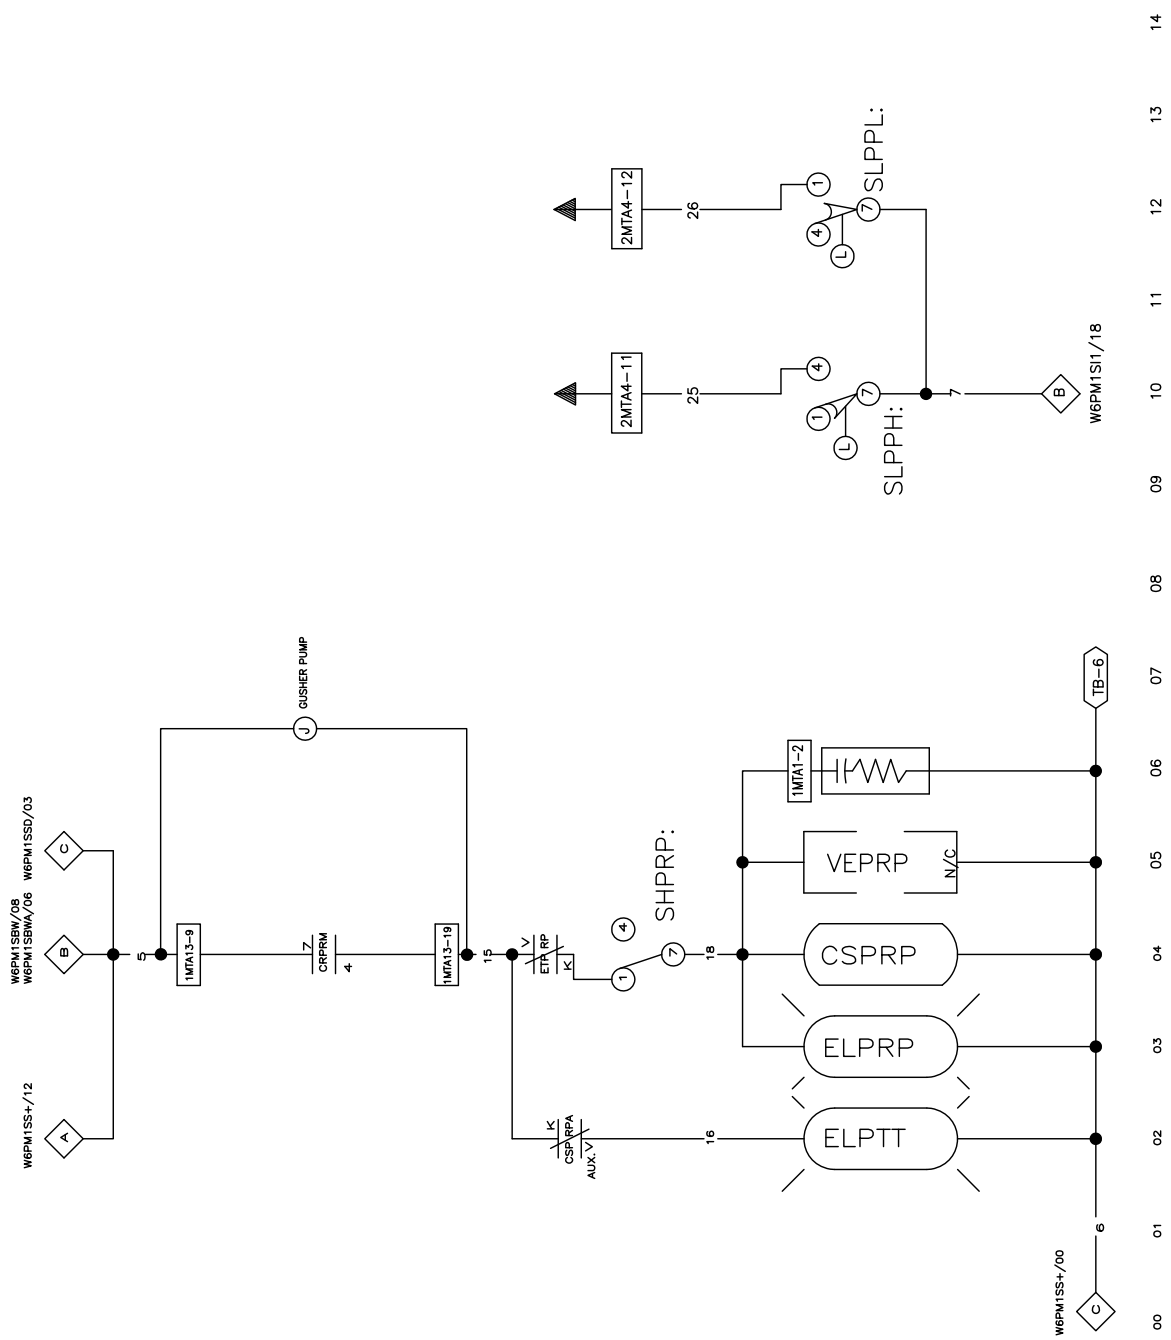 W6PM1SS+/12
W6PM1SBW/08
W6PM1SBWA/06
W6PM1SSD/03
A
B
C
5
1MTA13-9
7
CRPRM
4
J
GUSHER PUMP
1MTA13-19
15
V
ETP RP
K
K
CSP RPA
AUX.
V
1
4
7
SHPRP:
16
18
1MTA1-2
ELPTT
ELPRP
CSPRP
VEPRP
N/C
W6PM1SS+/00
C
6
TB-6
2MTA4-11
25
1
4
L
7
SLPPH:
2MTA4-12
26
4
1
L
7
SLPPL:
7
B
W6PM1SI1/18
00
01
02
03
04
05
06
07
08
09
10
11
12
13
14